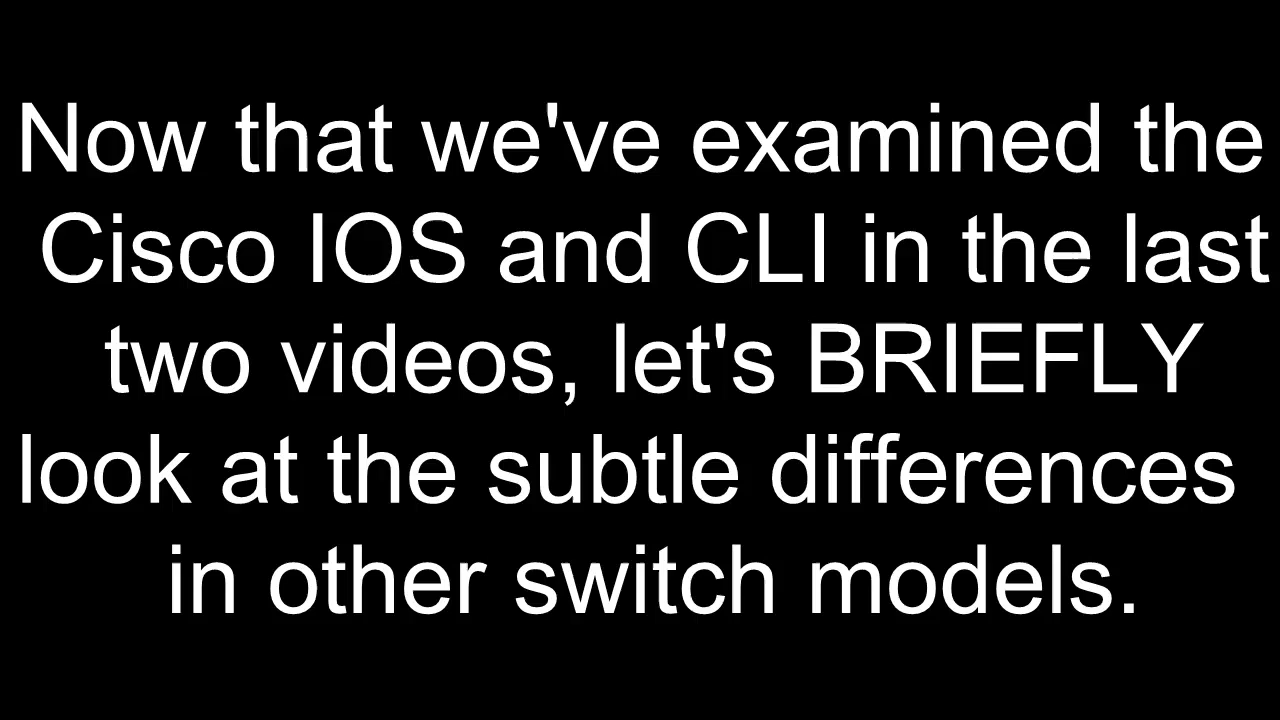 Now that we've examined the
Cisco IOS and CLI in the last
two videos, let's BRIEFLY
look at the subtle differences
in other switch models.